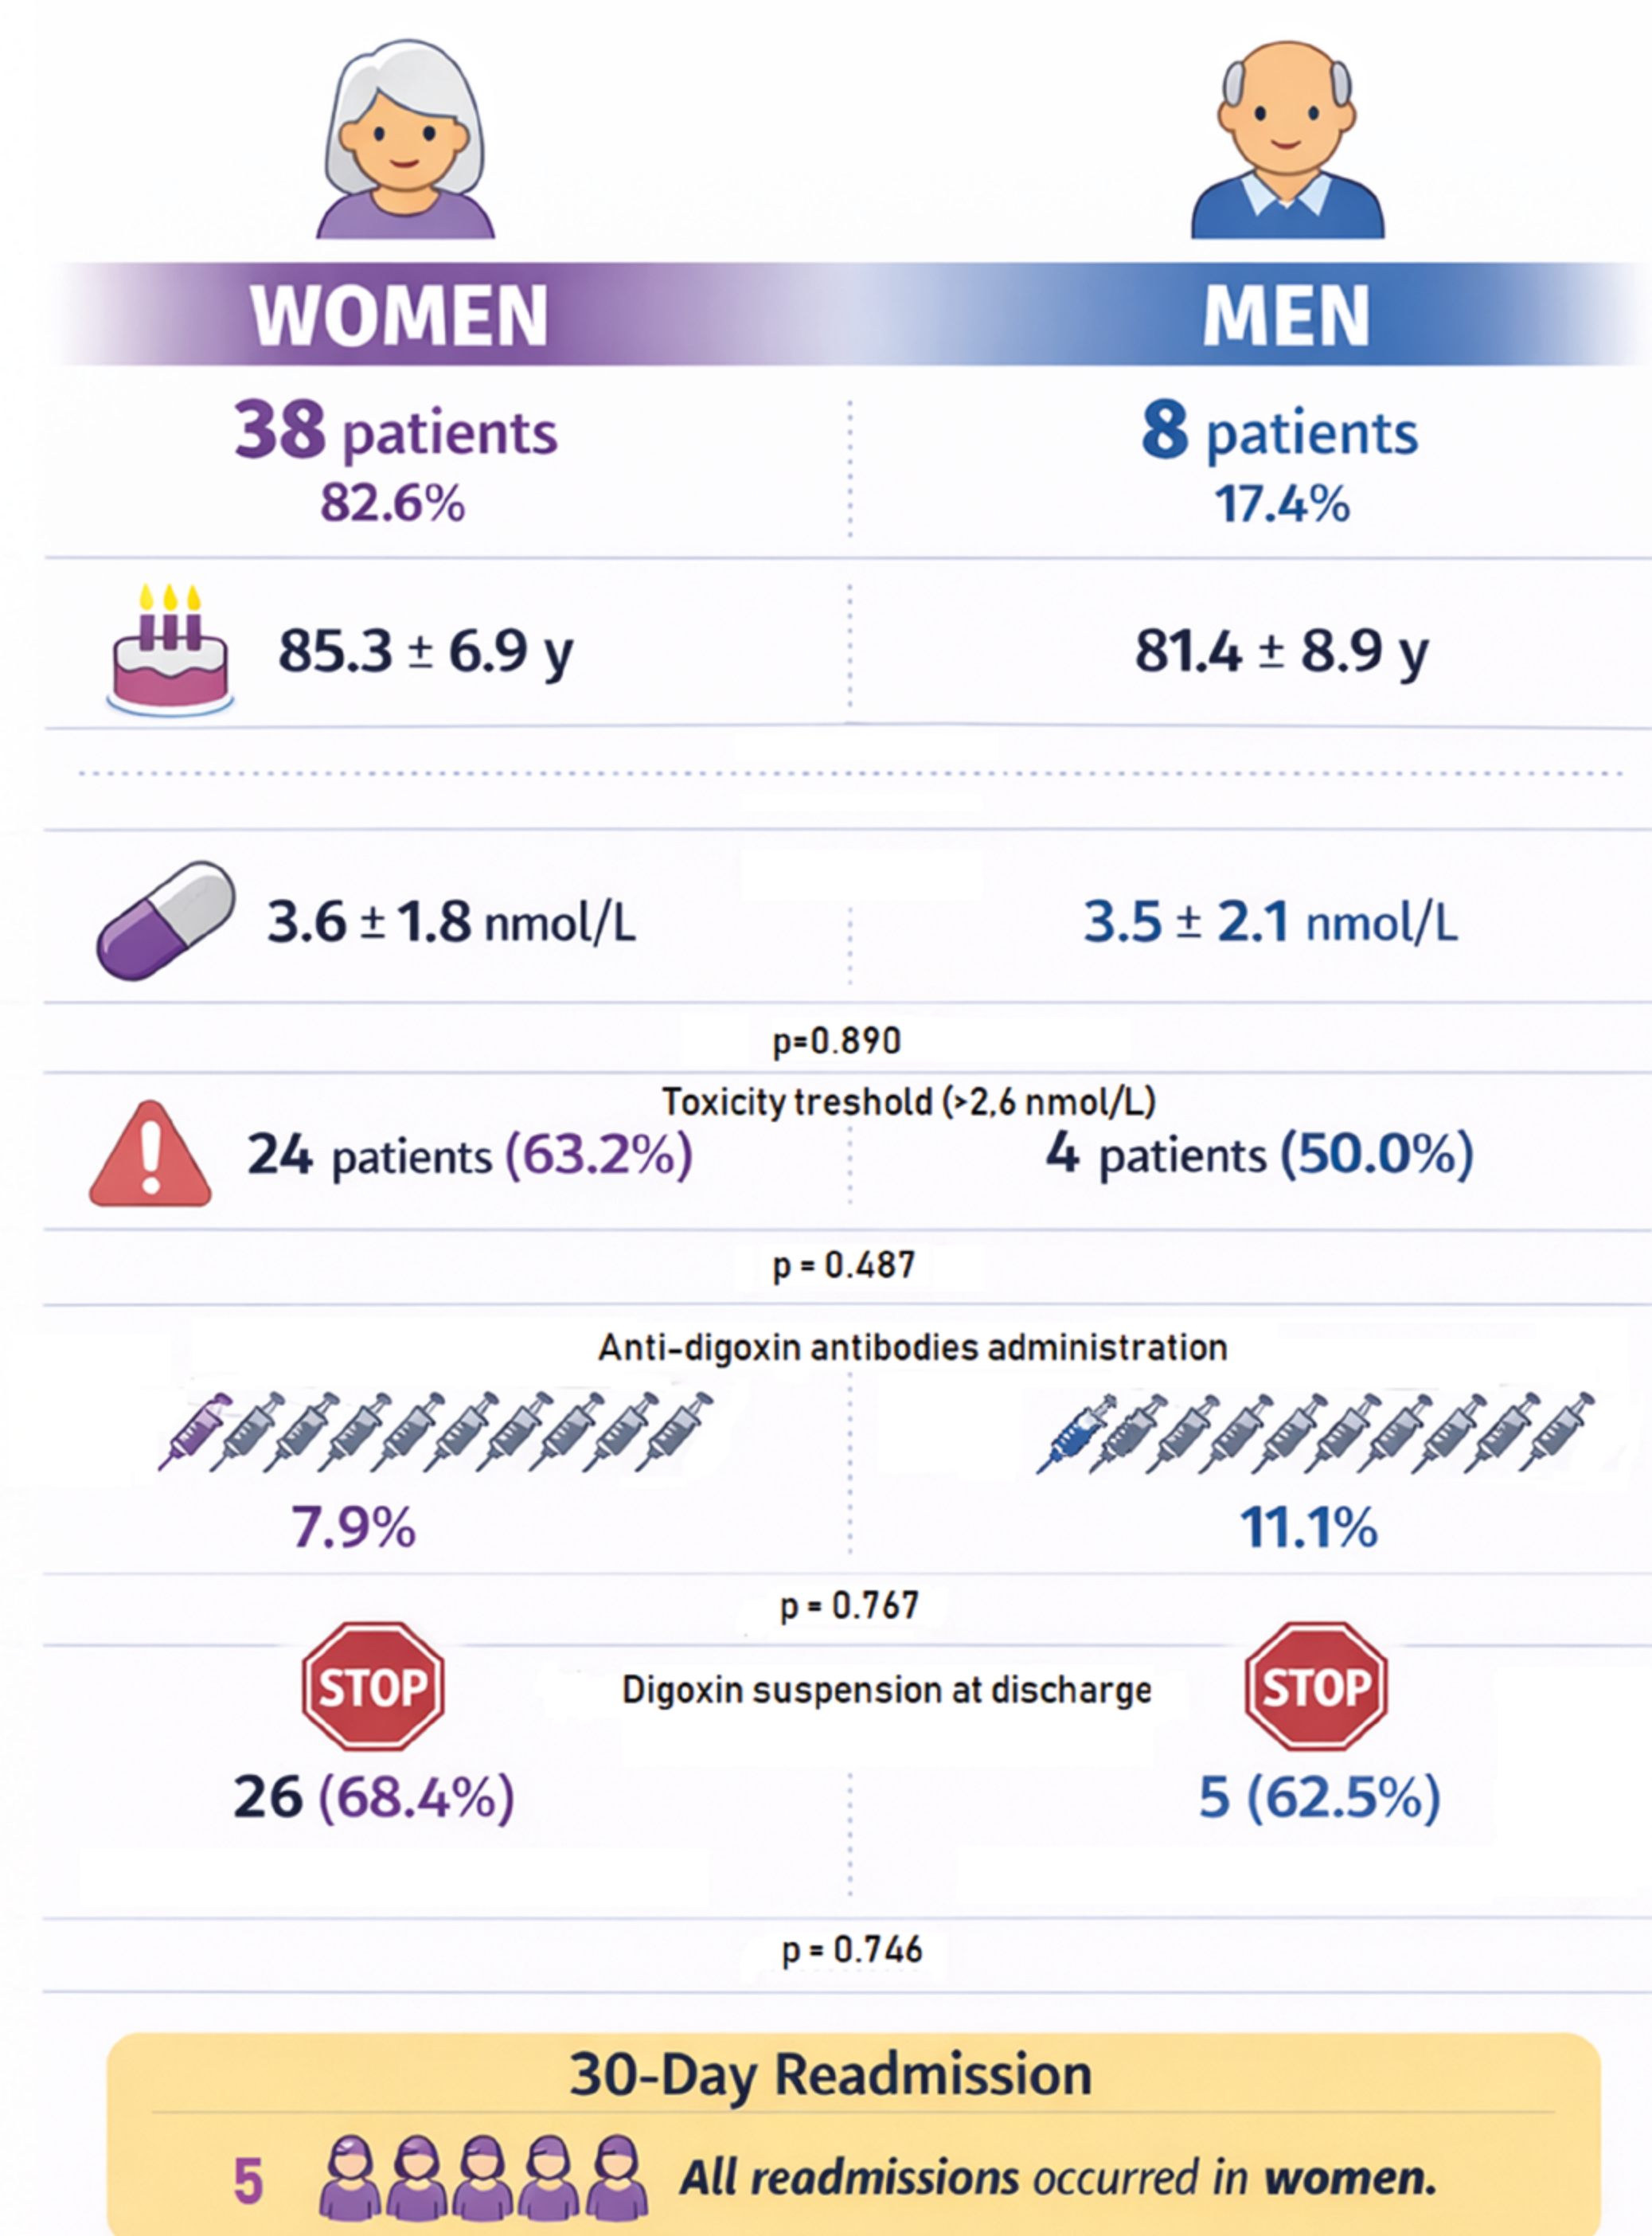 WOMEN
MEN
38 patients
8 patients
82.6%
17.4%
85.3 ± 6.9 y
81.4 ± 8.9 y
3.6 ± 1.8 nmol/L
3.5 ± 2.1 nmol/L
p=0.890
Toxicity treshold (>2,6 nmol/L)
24 patients (63.2%)
4 patients (50.0%)
p = 0.487
Anti-digoxin antibodies administration
7.9%
11.1%
p = 0.767
STOP
Digoxin suspension at discharge
STOP
26 (68.4%)
5 (62.5%)
p = 0.746
30-Day Readmission
5
All readmissions occurred in women.